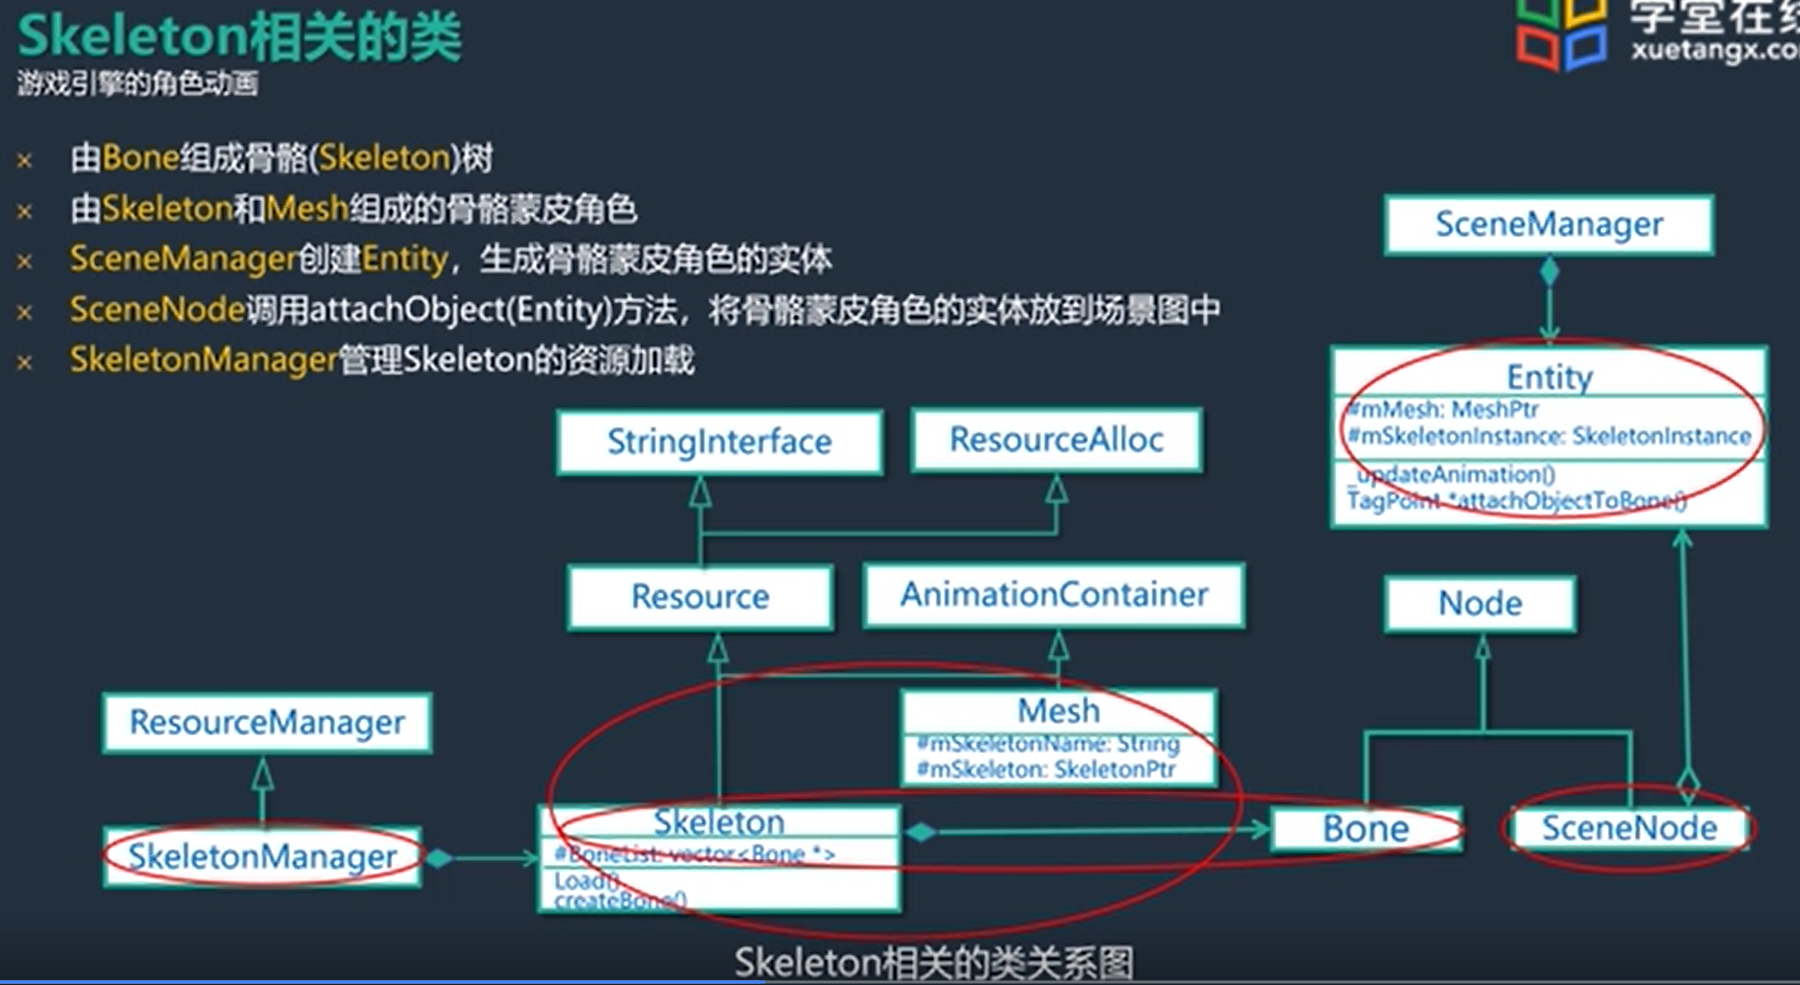 Skeleton相关的类
游戏引擎的角色动画
学堂在线
xuetangx.co
× 由Bone组成骨骼(Skeleton)树
× 由Skeleton和Mesh组成的骨骼蒙皮角色
× SceneManager创建Entity，生成骨骼蒙皮角色的实体
× SceneNode调用attachObject(Entity)方法，将骨骼蒙皮角色的实体放到场景图中
× SkeletonManager管理Skeleton的资源加载
SceneManager
Entity
#mMesh: MeshPtr
#mSkeletonInstance: SkeletonInstance
_updateAnimation()
TagPoint *attachObjectToBone()
StringInterface
ResourceAlloc
Resource
AnimationContainer
Node
ResourceManager
Mesh
#mSkeletonName: String
#mSkeleton: SkeletonPtr
SkeletonManager
Skeleton
#BoneList: vector<Bone *>
Load()
createBone()
Bone
SceneNode
Skeleton相关的类关系图